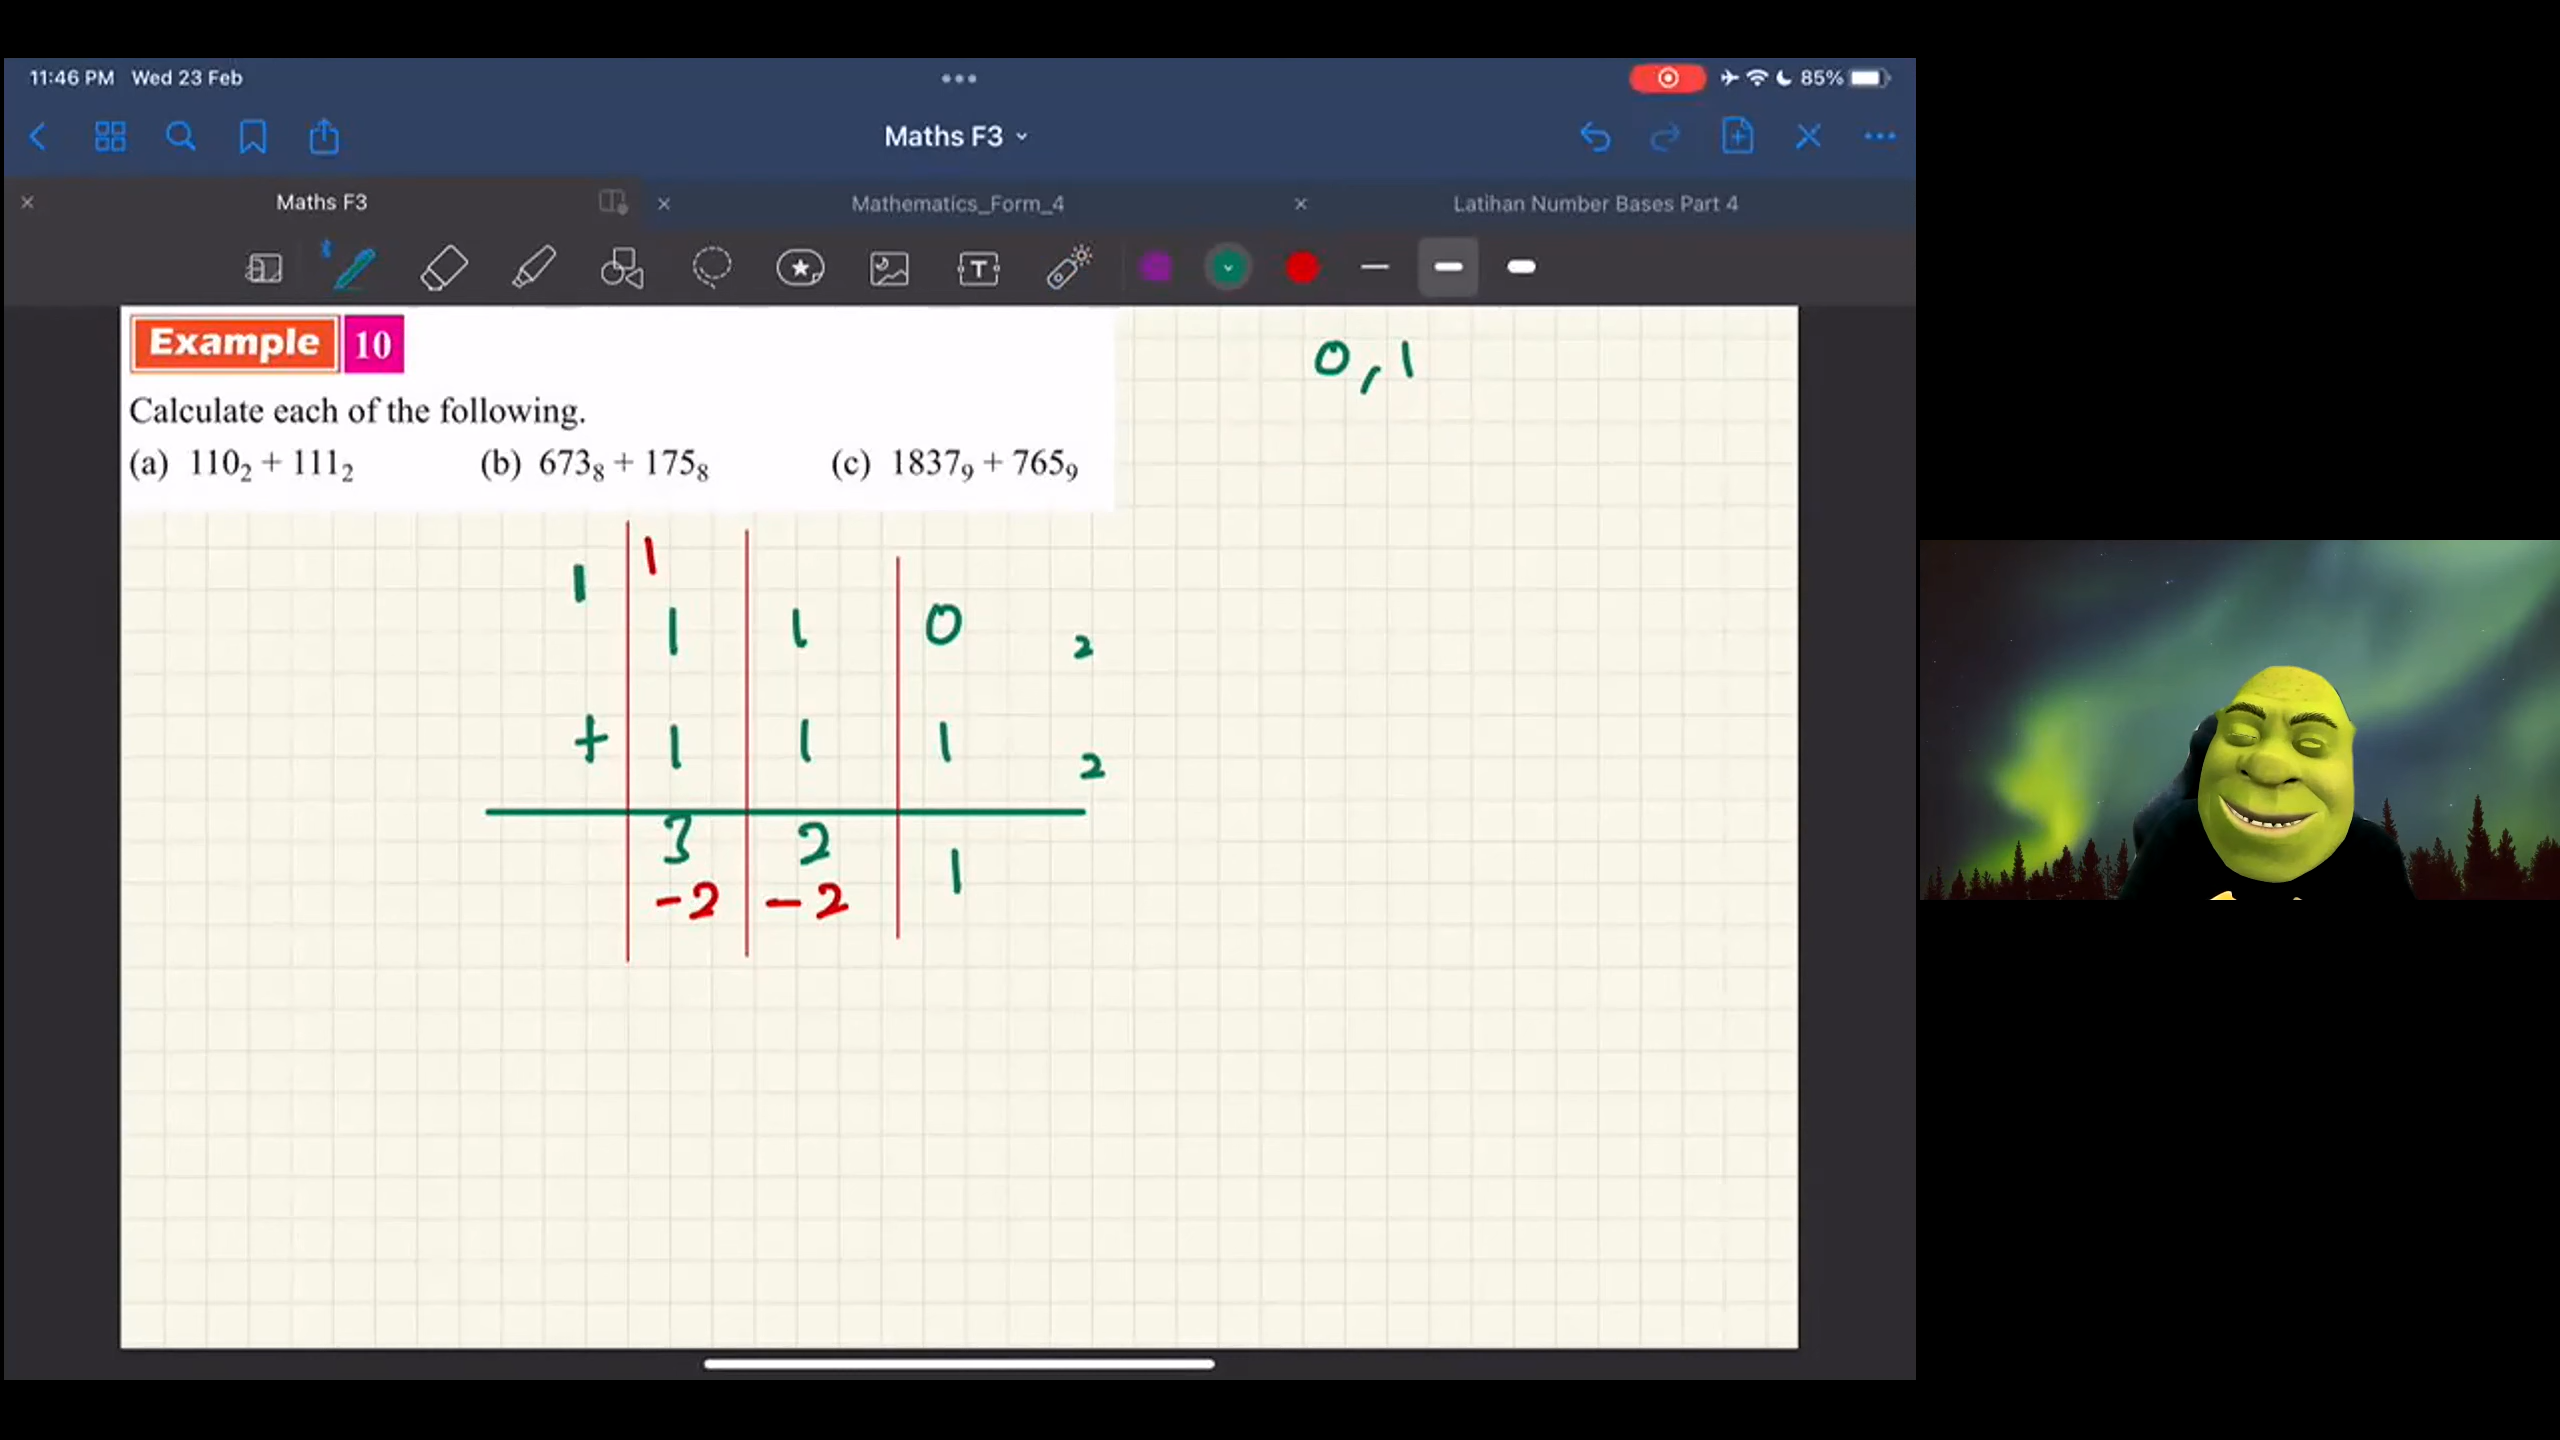 11:46 PM Wed 23 Feb 85%
Maths F3
Maths F3 Mathematics_Form_4 Latihan Number Bases Part 4
Example 10
0, 1
Calculate each of the following.
(a) 110₂ + 111₂ (b) 673₈ + 175₈ (c) 1837₉ + 765₉
1 1
1 1 0 ₂
+ 1 1 1 ₂
3 2 1
-2 -2